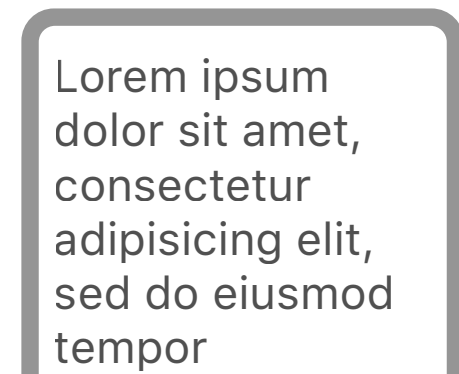 Lorem ipsum
dolor sit amet,
consectetur
adipisicing elit,
sed do eiusmod
tempor